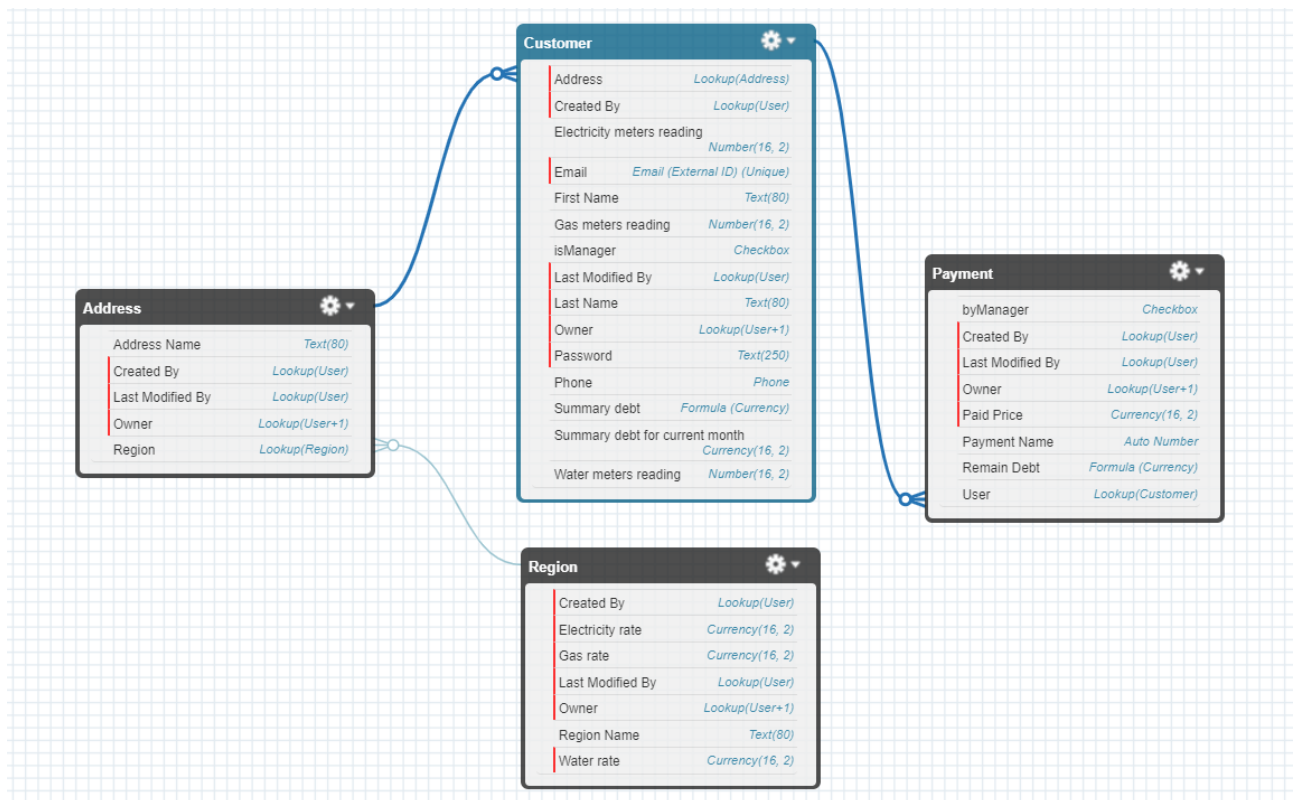 Customer
Address Lookup(Address)
Created By Lookup(User)
Electricity meters reading
Number(16, 2)
Email Email (External ID) (Unique)
First Name Text(80)
Gas meters reading Number(16, 2)
isManager Checkbox
Last Modified By Lookup(User)
Last Name Text(80)
Owner Lookup(User+1)
Password Text(250)
Phone Phone
Summary debt Formula (Currency)
Summary debt for current month
Currency(16, 2)
Water meters reading Number(16, 2)
Address
Address Name Text(80)
Created By Lookup(User)
Last Modified By Lookup(User)
Owner Lookup(User+1)
Region Lookup(Region)
Payment
byManager Checkbox
Created By Lookup(User)
Last Modified By Lookup(User)
Owner Lookup(User+1)
Paid Price Currency(16, 2)
Payment Name Auto Number
Remain Debt Formula (Currency)
User Lookup(Customer)
Region
Created By Lookup(User)
Electricity rate Currency(16, 2)
Gas rate Currency(16, 2)
Last Modified By Lookup(User)
Owner Lookup(User+1)
Region Name Text(80)
Water rate Currency(16, 2)